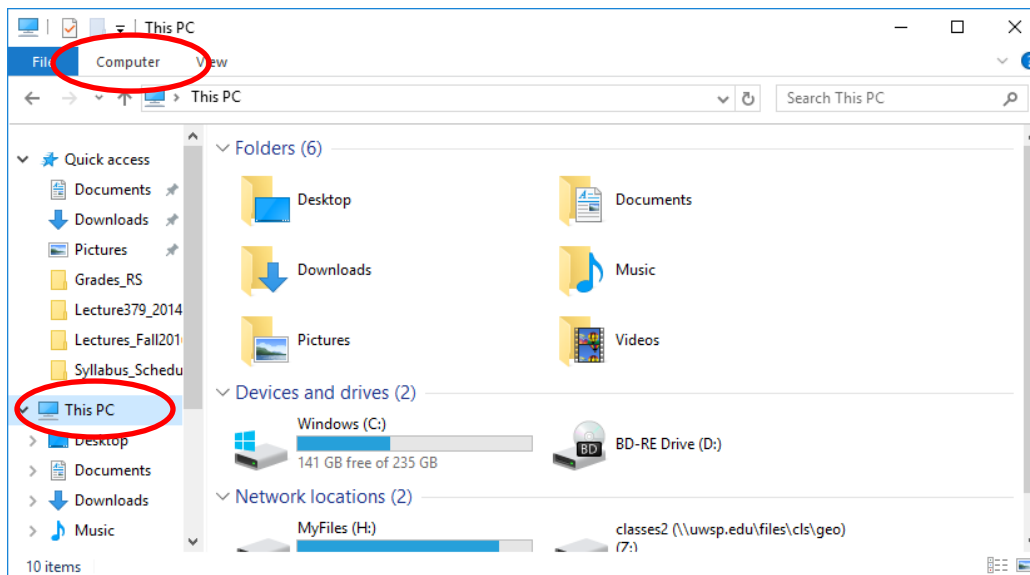 This PC
File Computer View
This PC
Search This PC
Quick access
Documents
Downloads
Pictures
Grades_RS
Lecture379_2014
Lectures_Fall201
Syllabus_Schedu
This PC
Desktop
Documents
Downloads
Music
Folders (6)
Desktop
Documents
Downloads
Music
Pictures
Videos
Devices and drives (2)
Windows (C:)
141 GB free of 235 GB
BD
BD-RE Drive (D:)
Network locations (2)
MyFiles (H:)
classes2 (\\uwsp.edu\files\cls\geo)
(Z:)
10 items